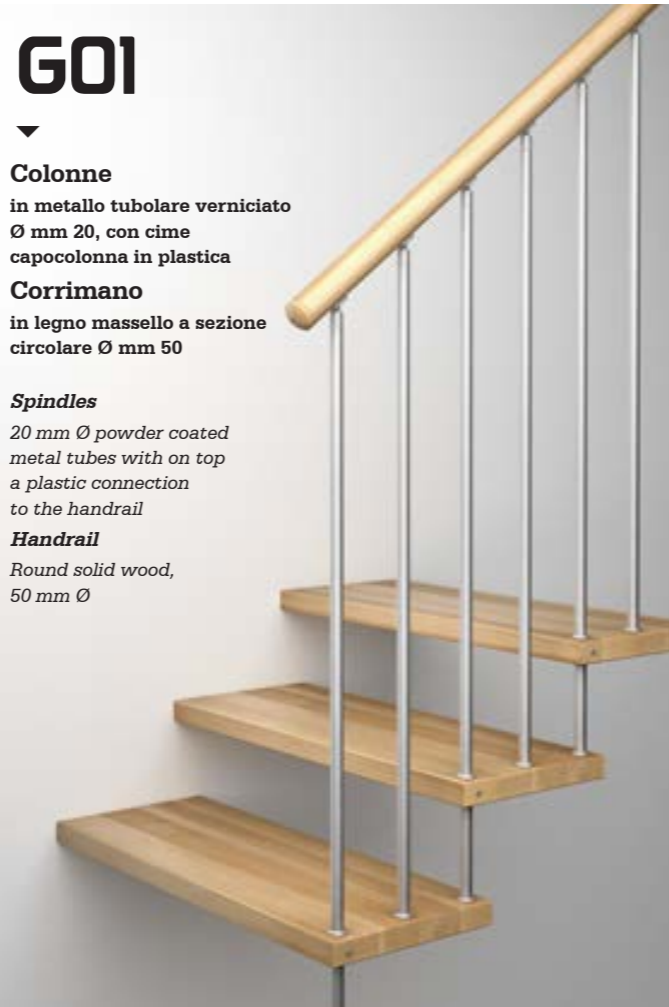 G01
Colonne
in metallo tubolare verniciato
Ø mm 20, con cime
capocolonna in plastica
Corrimano
in legno massello a sezione
circolare Ø mm 50
Spindles
20 mm Ø powder coated
metal tubes with on top
a plastic connection
to the handrail
Handrail
Round solid wood,
50 mm Ø